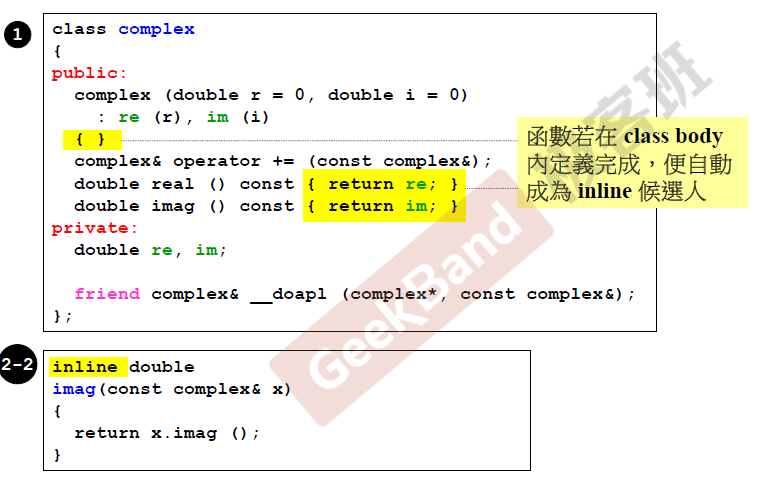 1
class complex
{
public:
  complex (double r = 0, double i = 0)
    : re (r), im (i)
  { }
  complex& operator += (const complex&);
  double real () const { return re; }
  double imag () const { return im; }
private:
  double re, im;
  friend complex& __doapl (complex*, const complex&);
};
函數若在 class body
內定義完成，便自動
成為 inline 候選人
2-2
inline double
imag(const complex& x)
{
  return x.imag ();
}
GeekBand
客班